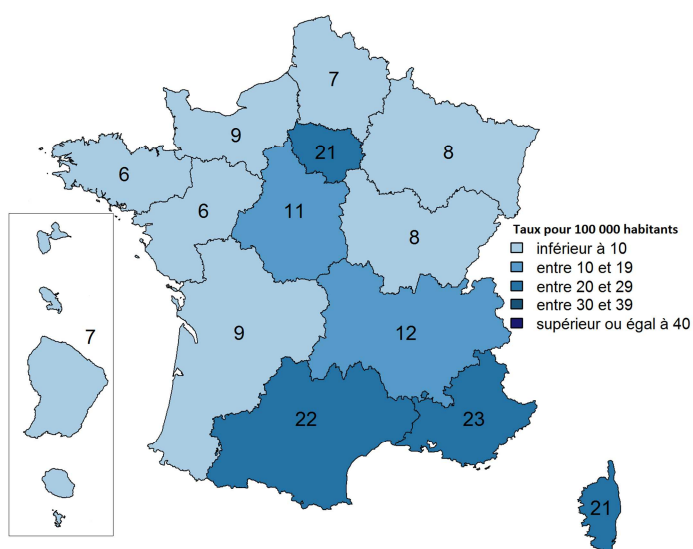 7
9
21
8
6
6
11
8
Taux pour 100 000 habitants
inférieur à 10
entre 10 et 19
entre 20 et 29
entre 30 et 39
supérieur ou égal à 40
7
9
12
22
23
21